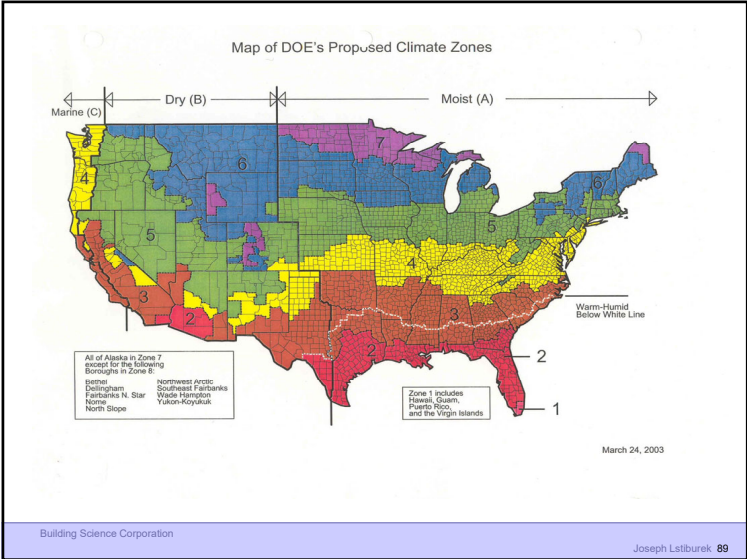 Map of DOE's Proposed Climate Zones
Marine (C)
Dry (B)
Moist (A)
7
6
6
4
5
5
4
3
3
2
2
Warm-Humid
Below White Line
2
1
All of Alaska in Zone 7
except for the following
Boroughs in Zone 8:
Bethel Northwest Arctic
Dellingham Southeast Fairbanks
Fairbanks N. Star Wade Hampton
Nome Yukon-Koyukuk
North Slope
Zone 1 includes
Hawaii, Guam,
Puerto Rico,
and the Virgin Islands
March 24, 2003
Building Science Corporation
Joseph Lstiburek 89